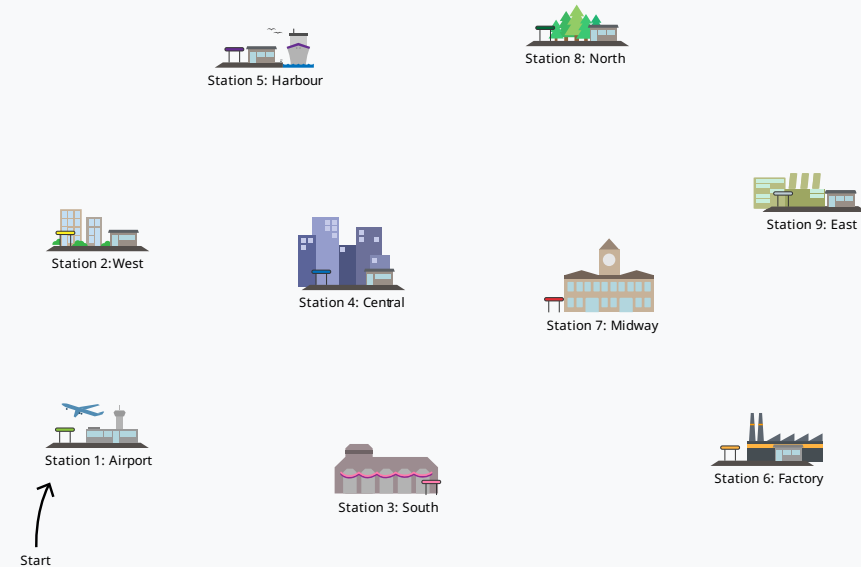 Station 8: North
Station 5: Harbour
Station 9: East
Station 2:West
Station 4: Central
Station 7: Midway
Station 1: Airport
Station 6: Factory
Station 3: South
Start